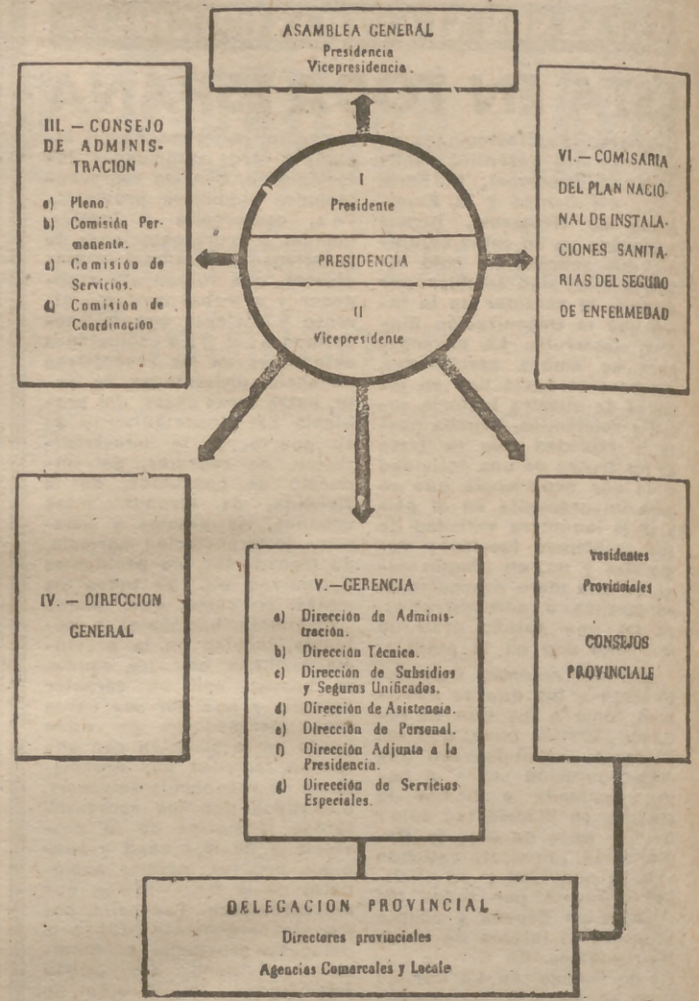 ASAMBLEA GENERAL
Presidencia
Vicepresidencia.
III. — CONSEJO
DE ADMINIS-
TRACION
a) Pleno.
b) Comisión Per-
manente.
c) Comisión de
Servicios.
d) Comisión de
Coordinación
I
Presidente
PRESIDENCIA
II
Vicepresidente
VI.—COMISARIA
DEL PLAN NACIO-
NAL DE INSTALA-
CIONES SANITA-
RIAS DEL SEGURO
DE ENFERMEDAD
IV. — DIRECCION
GENERAL
V.—GERENCIA
a) Dirección de Adminis-
tración.
b) Dirección Técnica.
c) Dirección de Subsidios
y Seguros Unificados.
d) Dirección de Asistencia.
e) Dirección de Personal.
f) Dirección Adjunta a la
Presidencia.
g) Dirección de Servicios
Especiales.
residentes
Provinciales
CONSEJOS
PROVINCIALE
DELEGACION PROVINCIAL
Directores provinciales
Agencias Comarcales y Locale